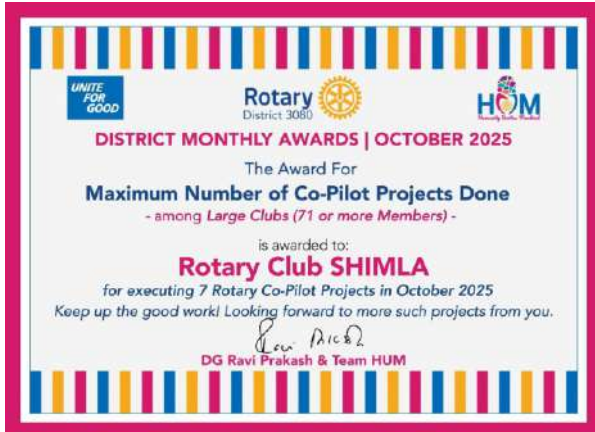 UNITE
FOR
GOOD
Rotary
District 3080
HUM
DISTRICT MONTHLY AWARDS | OCTOBER 2025
The Award For
Maximum Number of Co-Pilot Projects Done
- among Large Clubs (71 or more Members) -
is awarded to:
Rotary Club SHIMLA
for executing 7 Rotary Co-Pilot Projects in October 2025
Keep up the good work! Looking forward to more such projects from you.
DG Ravi Prakash & Team HUM